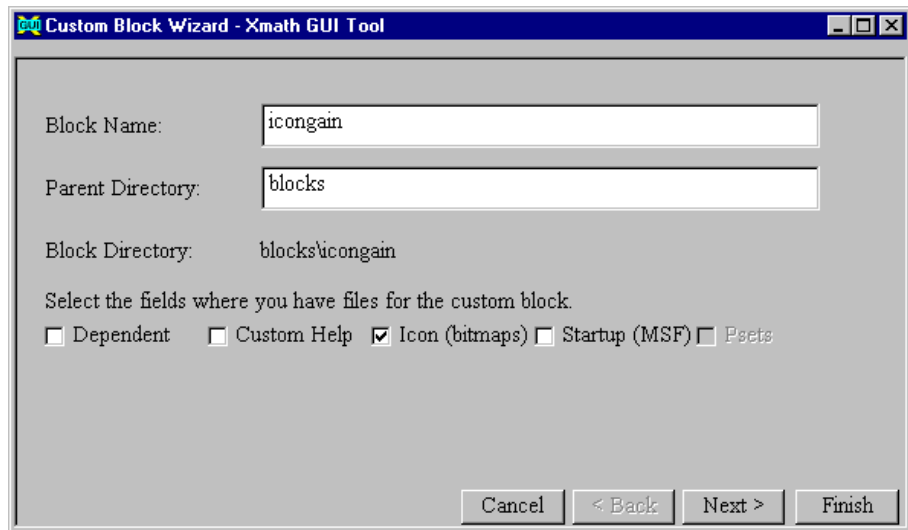 GUI Custom Block Wizard - Xmath GUI Tool
Block Name: icongain
Parent Directory: blocks
Block Directory: blocks\icongain
Select the fields where you have files for the custom block.
Dependent Custom Help Icon (bitmaps) Startup (MSF) Psets
Cancel < Back Next > Finish